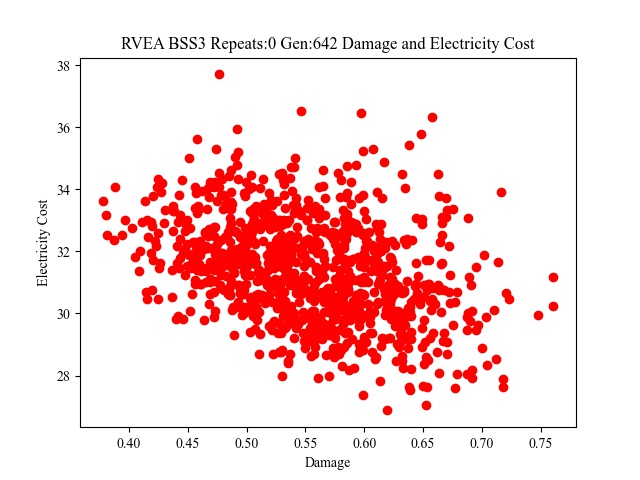 RVEA BSS3 Repeats:0 Gen:642 Damage and Electricity Cost
38
36
34
32
30
28
Electricity Cost
0.40 0.45 0.50 0.55 0.60 0.65 0.70 0.75
Damage